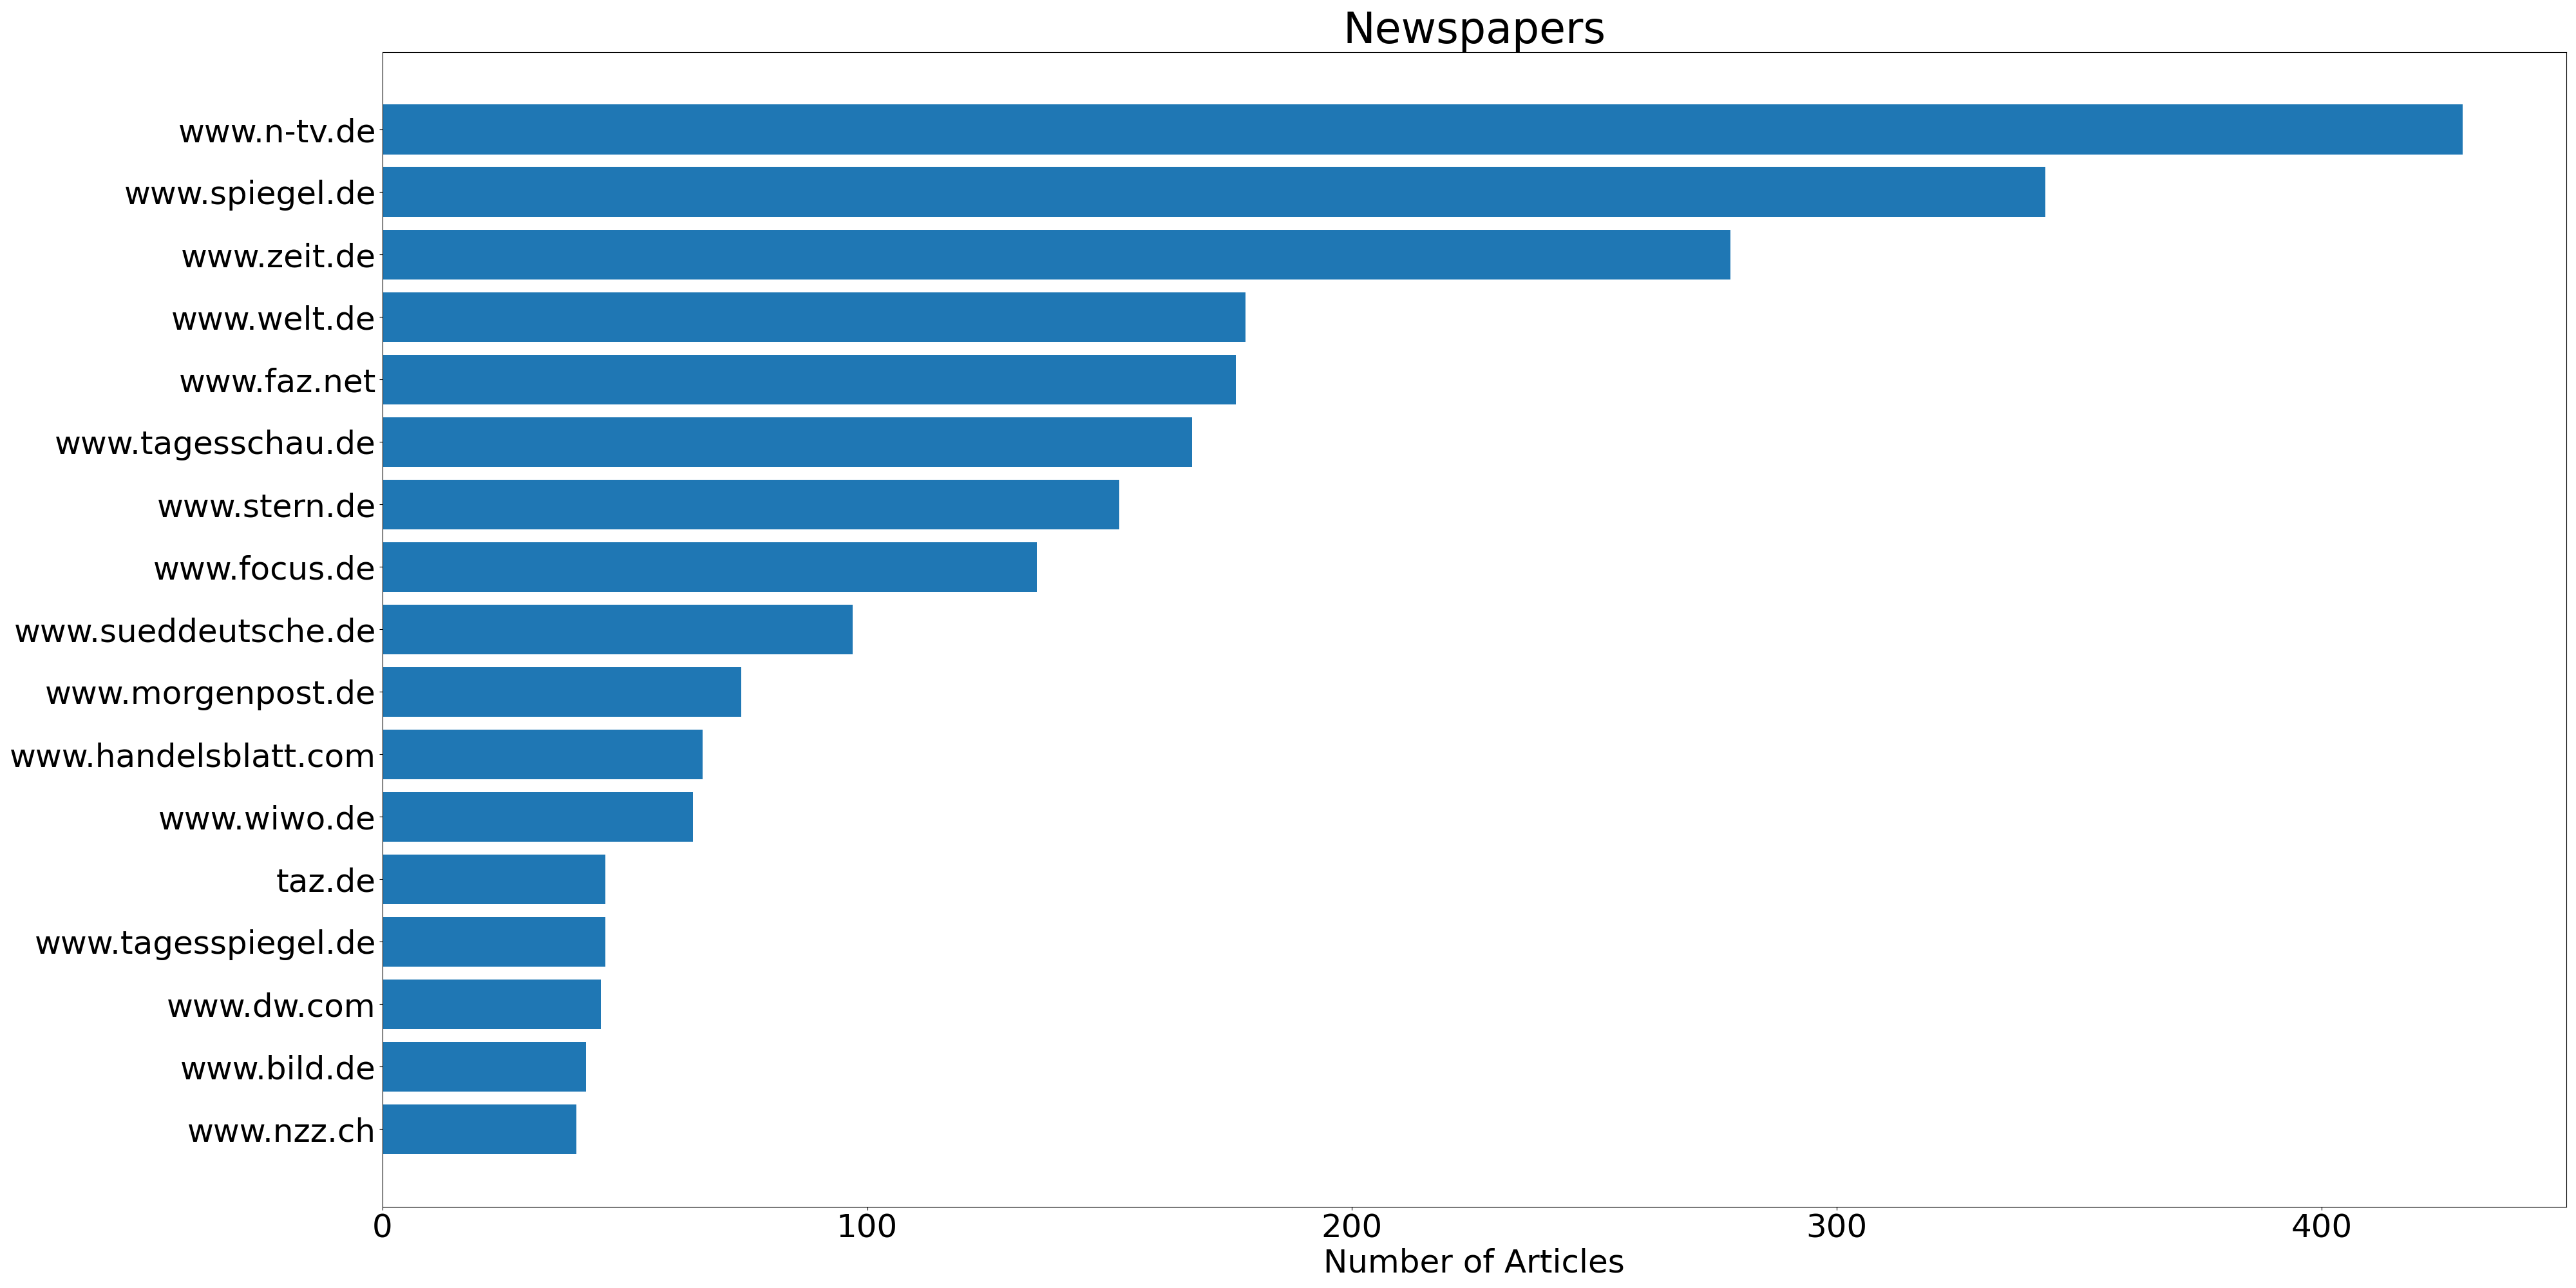 Newspapers
www.n-tv.de
www.spiegel.de
www.zeit.de
www.welt.de
www.faz.net
www.tagesschau.de
www.stern.de
www.focus.de
www.sueddeutsche.de
www.morgenpost.de
www.handelsblatt.com
www.wiwo.de
taz.de
www.tagesspiegel.de
www.dw.com
www.bild.de
www.nzz.ch
0 100 200 300 400
Number of Articles